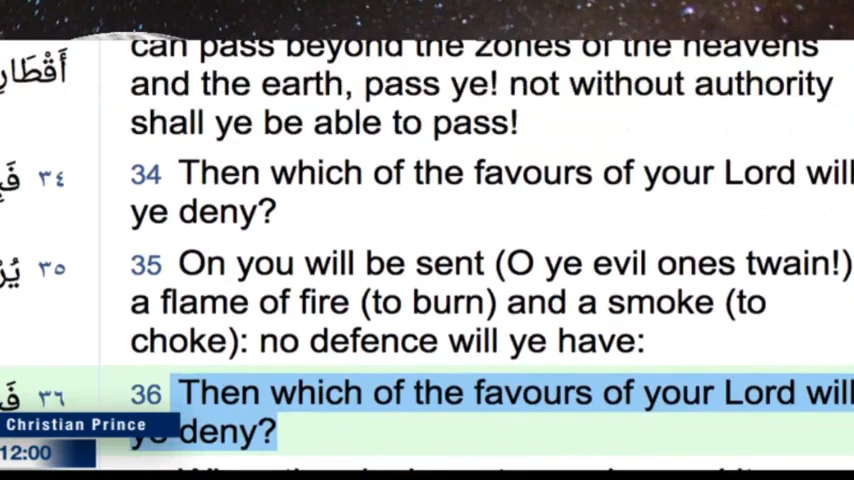 can pass beyond the zones of the heavens
أَقْطَارِ
and the earth, pass ye! not without authority
shall ye be able to pass!
34 Then which of the favours of your Lord will
٣٤
ye deny?
35 On you will be sent (O ye evil ones twain!)
٣٥
a flame of fire (to burn) and a smoke (to
choke): no defence will ye have:
36 Then which of the favours of your Lord will
٣٦
ye deny?
Christian Prince
12:00